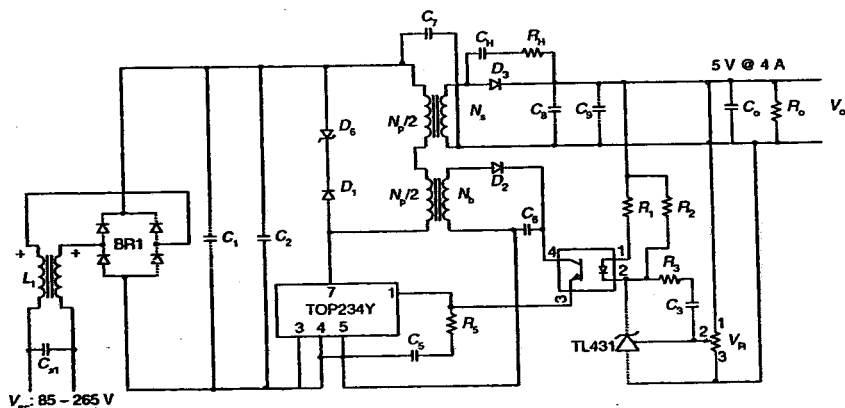 C7
CH
RH
5 V @ 4 A
D3
Np/2
Ns
C8
C9
Co
Ro
Vo
D6
D2
D1
Np/2
Nb
C6
R1
R2
BR1
C1
C2
L1
4
1
2
3
R3
C3
7
TOP234Y
1
3
4
5
R5
C5
TL431
2
1
VR
3
Cx1
: 85 – 265 V